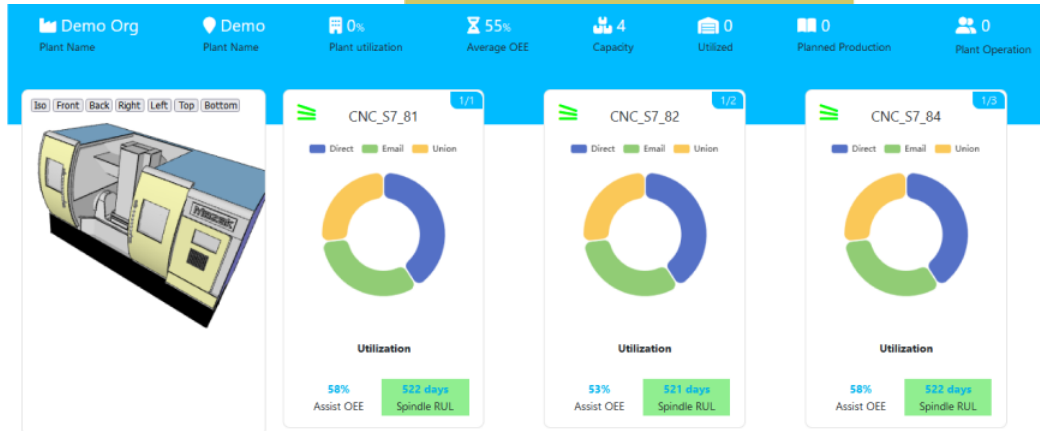 Demo Org
Plant Name
Demo
Plant Name
0%
Plant utilization
55%
Average OEE
4
Capacity
0
Utilized
0
Planned Production
0
Plant Operation
Iso Front Back Right Left Top Bottom
Mazak
1/1
CNC_S7_81
Direct Email Union
Utilization
58%
Assist OEE
522 days
Spindle RUL
1/2
CNC_S7_82
Direct Email Union
Utilization
53%
Assist OEE
521 days
Spindle RUL
1/3
CNC_S7_84
Direct Email Union
Utilization
58%
Assist OEE
522 days
Spindle RUL